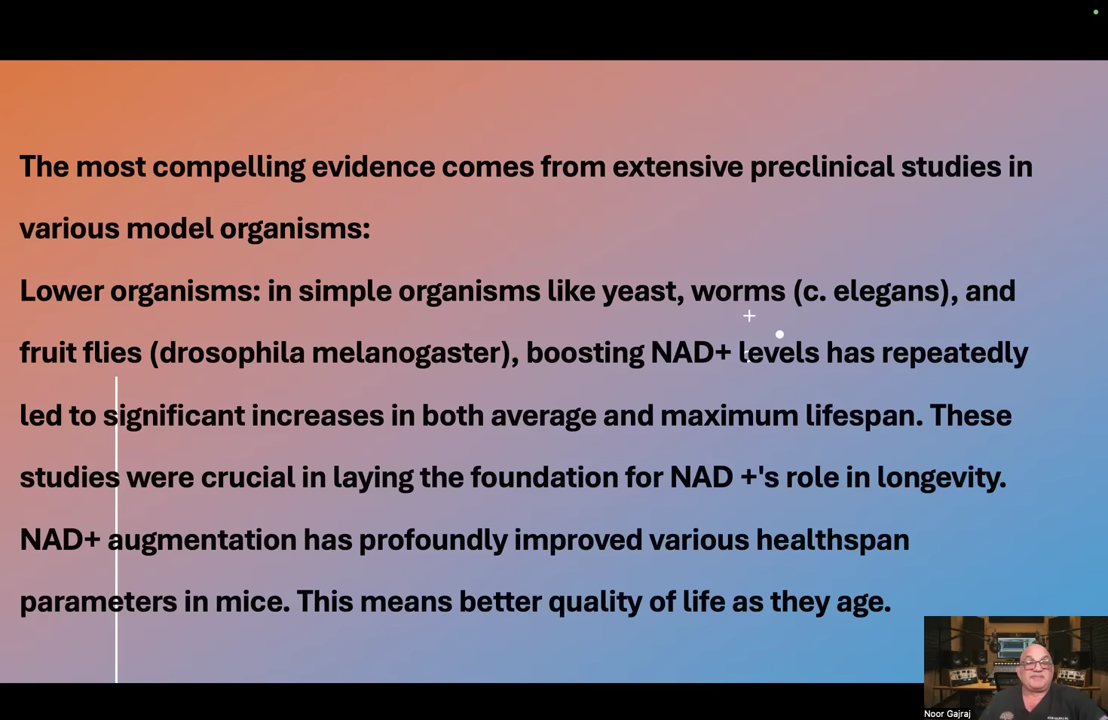 The most compelling evidence comes from extensive preclinical studies in
various model organisms:
Lower organisms: in simple organisms like yeast, worms (c. elegans), and
fruit flies (drosophila melanogaster), boosting NAD+ levels has repeatedly
led to significant increases in both average and maximum lifespan. These
studies were crucial in laying the foundation for NAD +'s role in longevity.
NAD+ augmentation has profoundly improved various healthspan
parameters in mice. This means better quality of life as they age.
Noor Gajraj